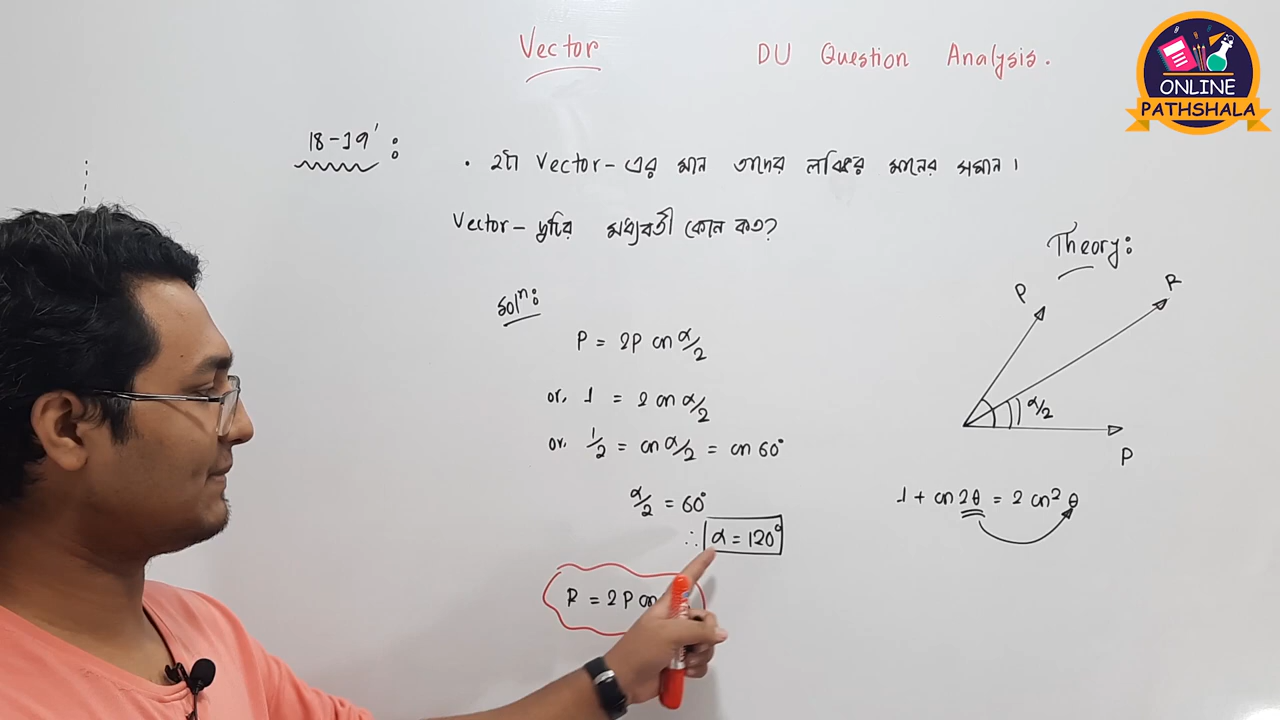 Vector
DU Question Analysis.
ONLINE
PATHSHALA
18-19' :
• ২টা Vector-এর মান তাদের লব্ধির মানের সমান।
Vector- দুটির মধ্যবর্তী কোন কত?
Theory:
P
R
α/2
P
Solⁿ:
P = 2P cos α/2
or, 1 = 2 cos α/2
or, 1/2 = cos α/2 = cos 60°
α/2 = 60°
∴ α = 120°
1 + cos 2θ = 2 cos² θ
R = 2P cos